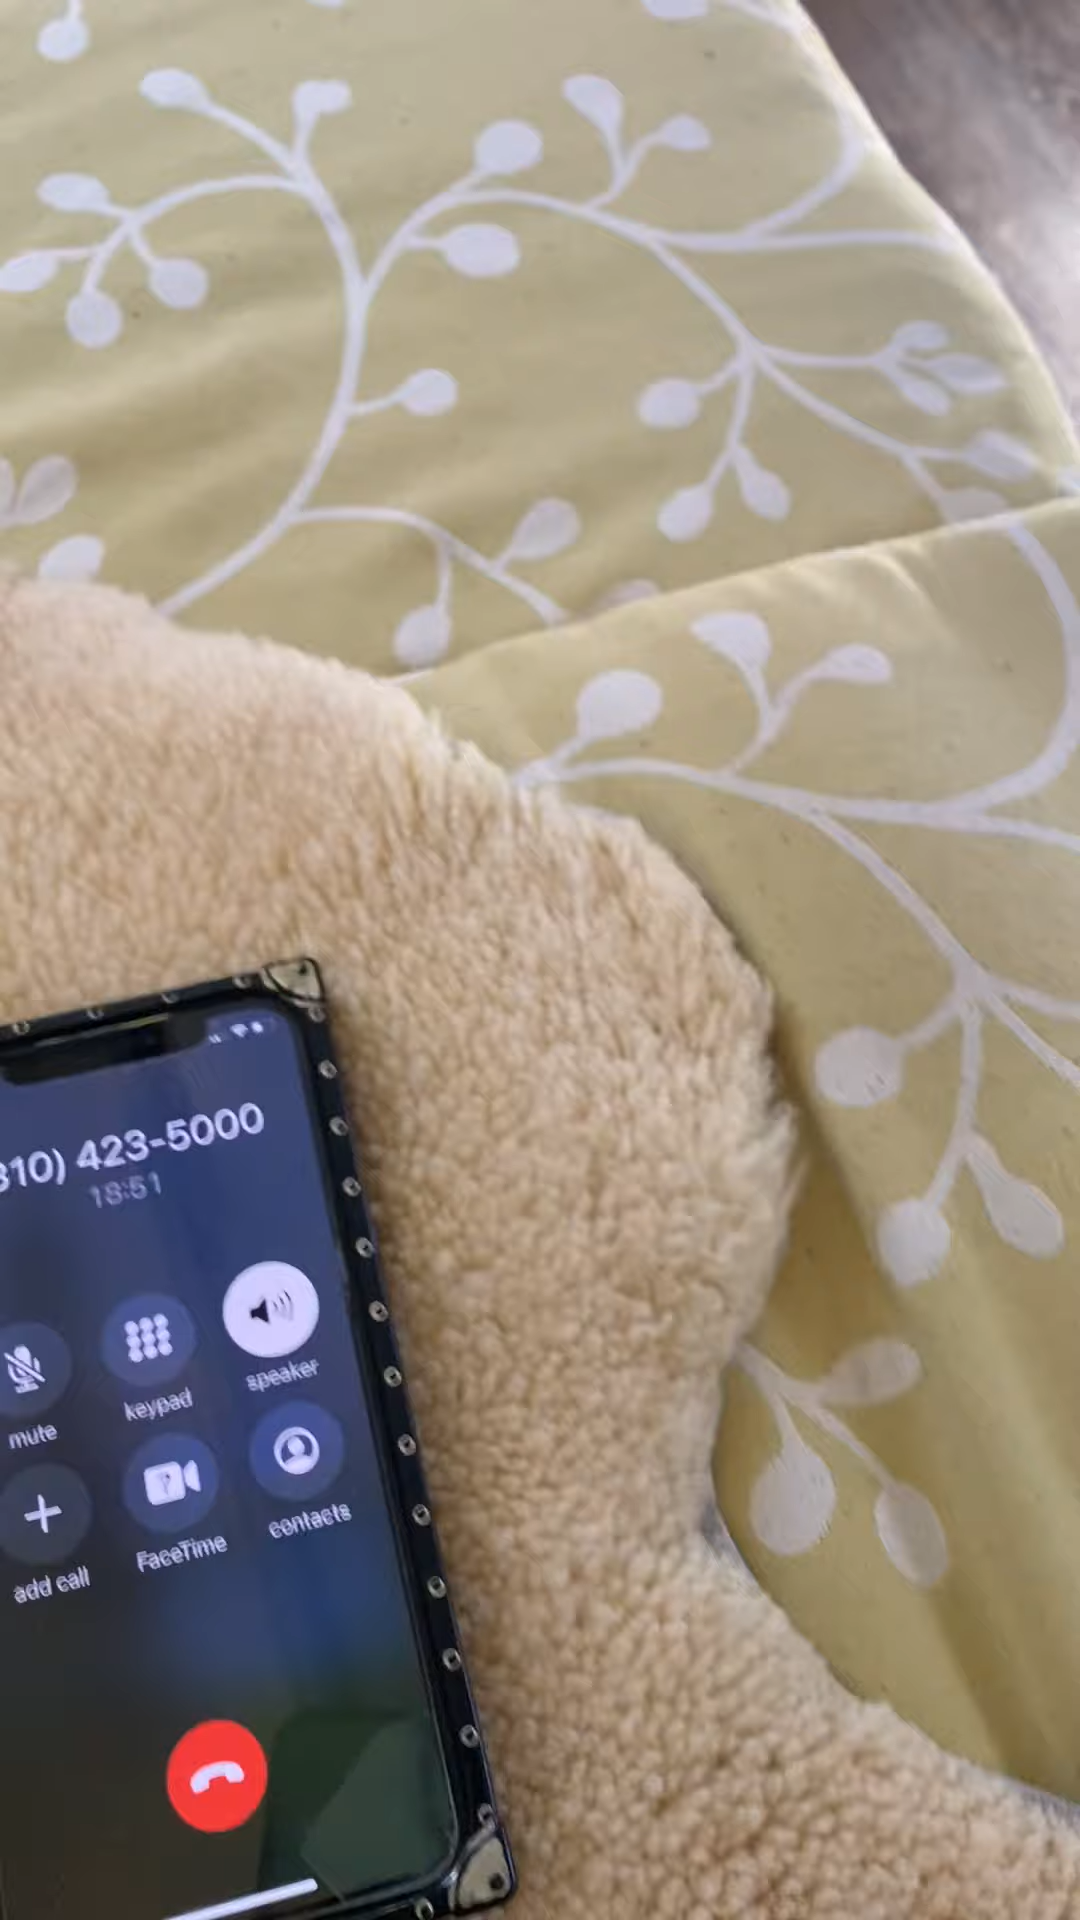 310) 423-5000
18:51
mute
keypad
speaker
add call
FaceTime
contacts